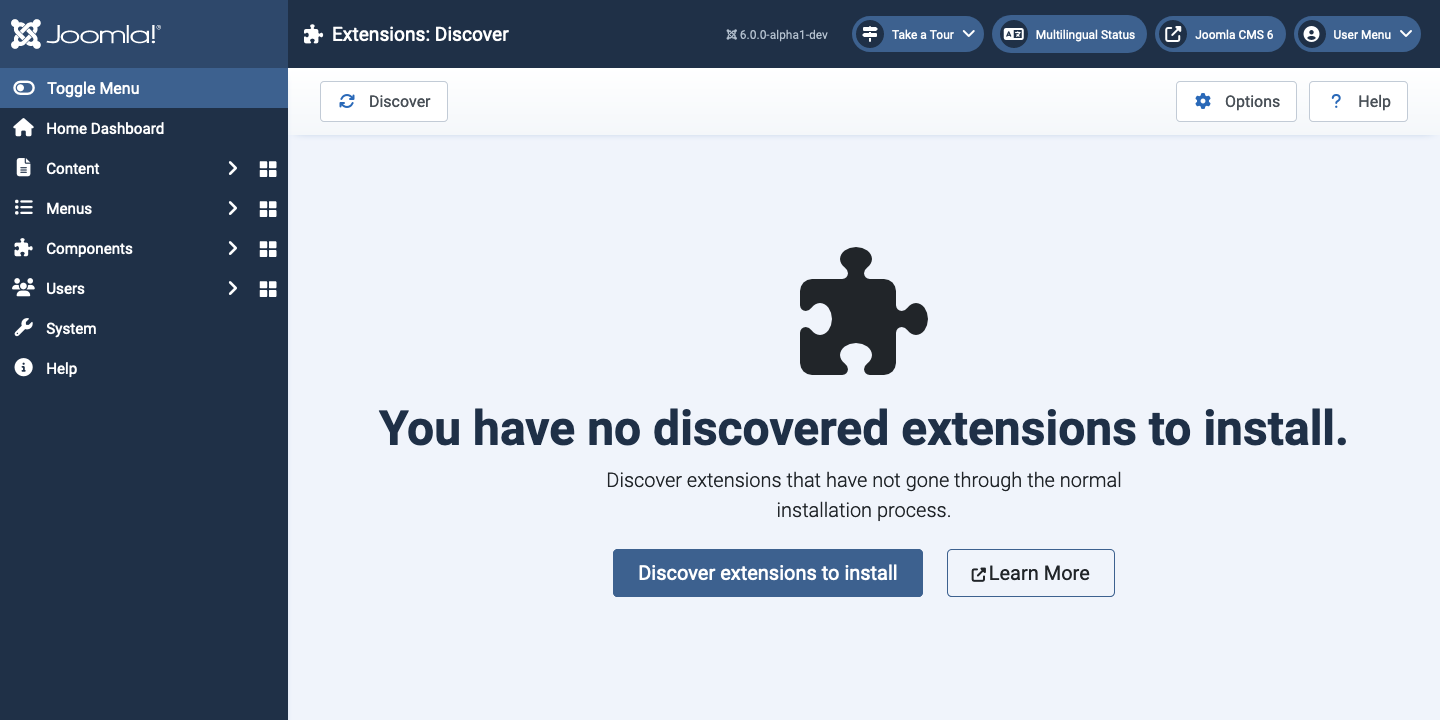 Joomla!®
Extensions: Discover
6.0.0-alpha1-dev
Take a Tour
Multilingual Status
Joomla CMS 6
User Menu
Toggle Menu
Home Dashboard
Content
Menus
Components
Users
System
Help
Discover
Options
Help
You have no discovered extensions to install.
Discover extensions that have not gone through the normal
installation process.
Discover extensions to install
Learn More